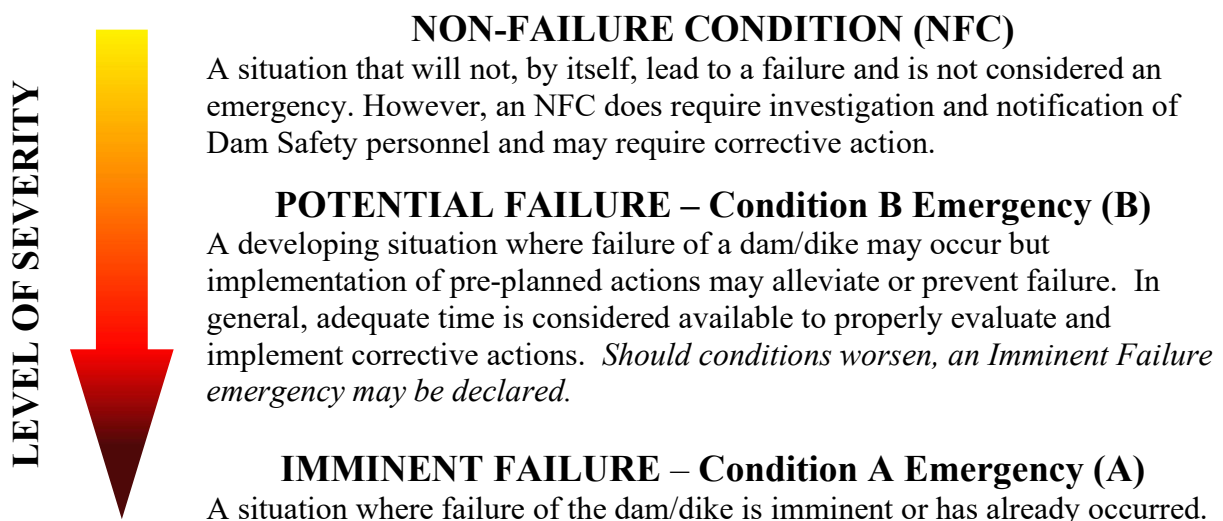 LEVEL OF SEVERITY
NON-FAILURE CONDITION (NFC)
A situation that will not, by itself, lead to a failure and is not considered an
emergency. However, an NFC does require investigation and notification of
Dam Safety personnel and may require corrective action.
POTENTIAL FAILURE – Condition B Emergency (B)
A developing situation where failure of a dam/dike may occur but
implementation of pre-planned actions may alleviate or prevent failure.  In
general, adequate time is considered available to properly evaluate and
implement corrective actions.  Should conditions worsen, an Imminent Failure
emergency may be declared.
IMMINENT FAILURE – Condition A Emergency (A)
A situation where failure of the dam/dike is imminent or has already occurred.